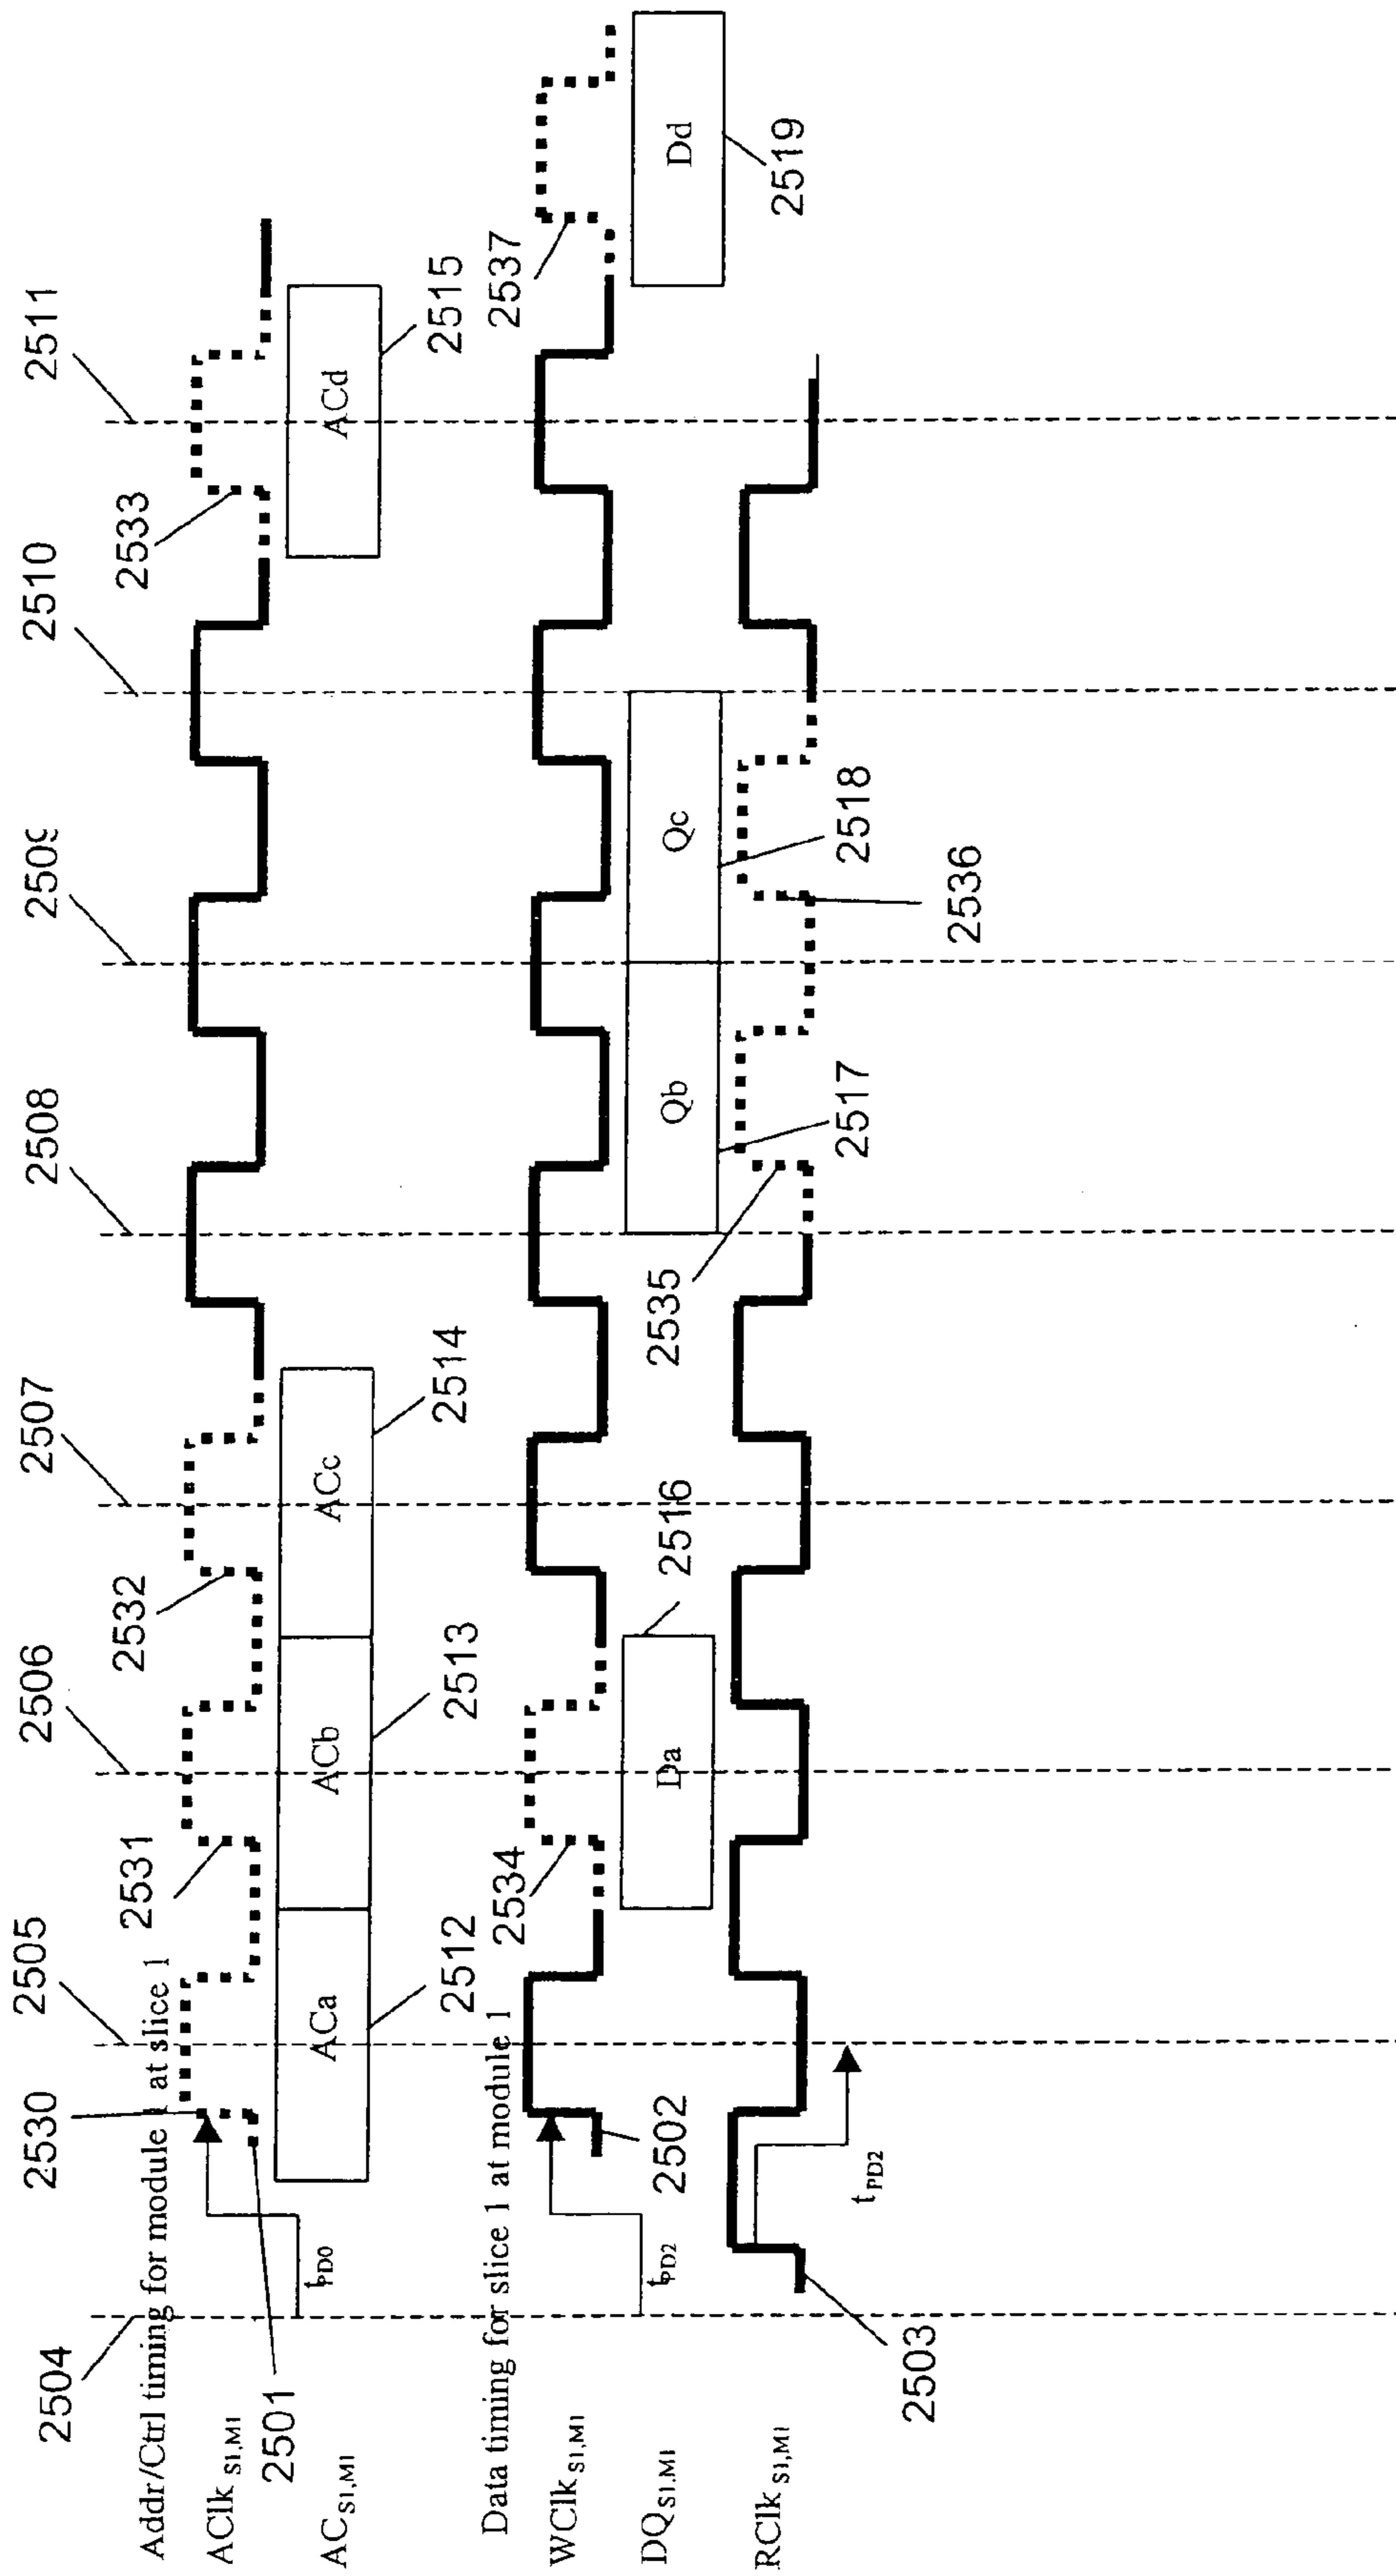 2504 2505 2506 2507 2508 2509 2510 2511
Addr/Ctrl timing for module 1 at slice 1
2530 2531 2532 2533
AClk S1,M1
tPD0
2501
AC S1,M1
ACa ACb ACc ACd
2512 2513 2514 2515
Data timing for slice 1 at module 1
2534 2537
WClk S1,M1
tPD2
2502
2516
DQ S1,M1
Da Qb Qc Dd
2535 2517 2518 2519
RClk S1,M1
tPD2
2503
2536